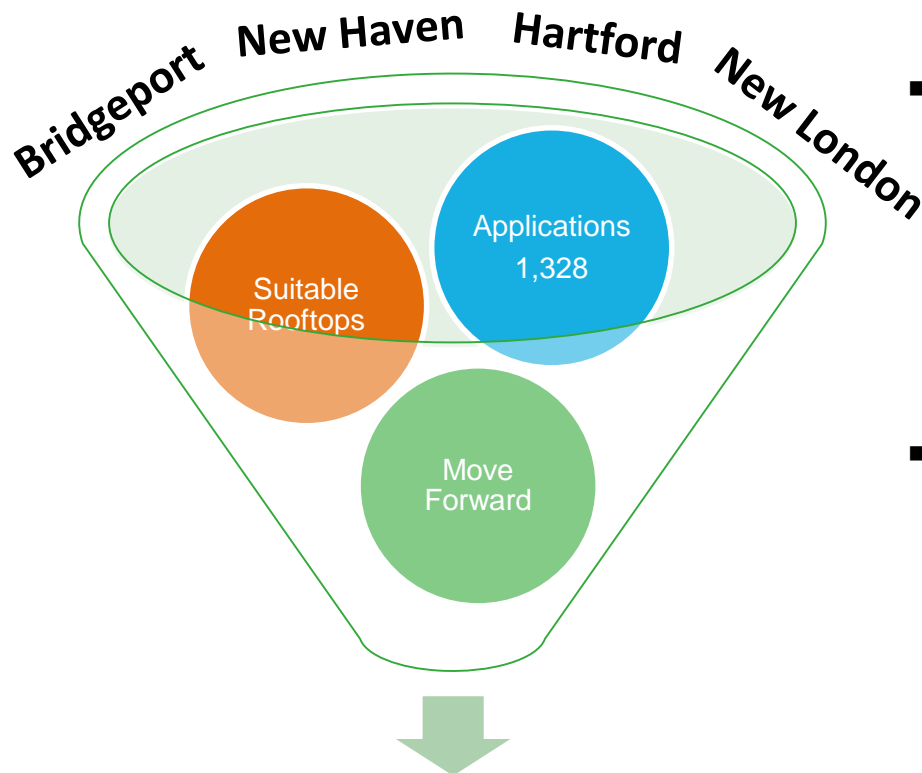 Bridgeport
New Haven
Hartford
New London
Applications
1,328
Suitable
Rooftops
Move
Forward